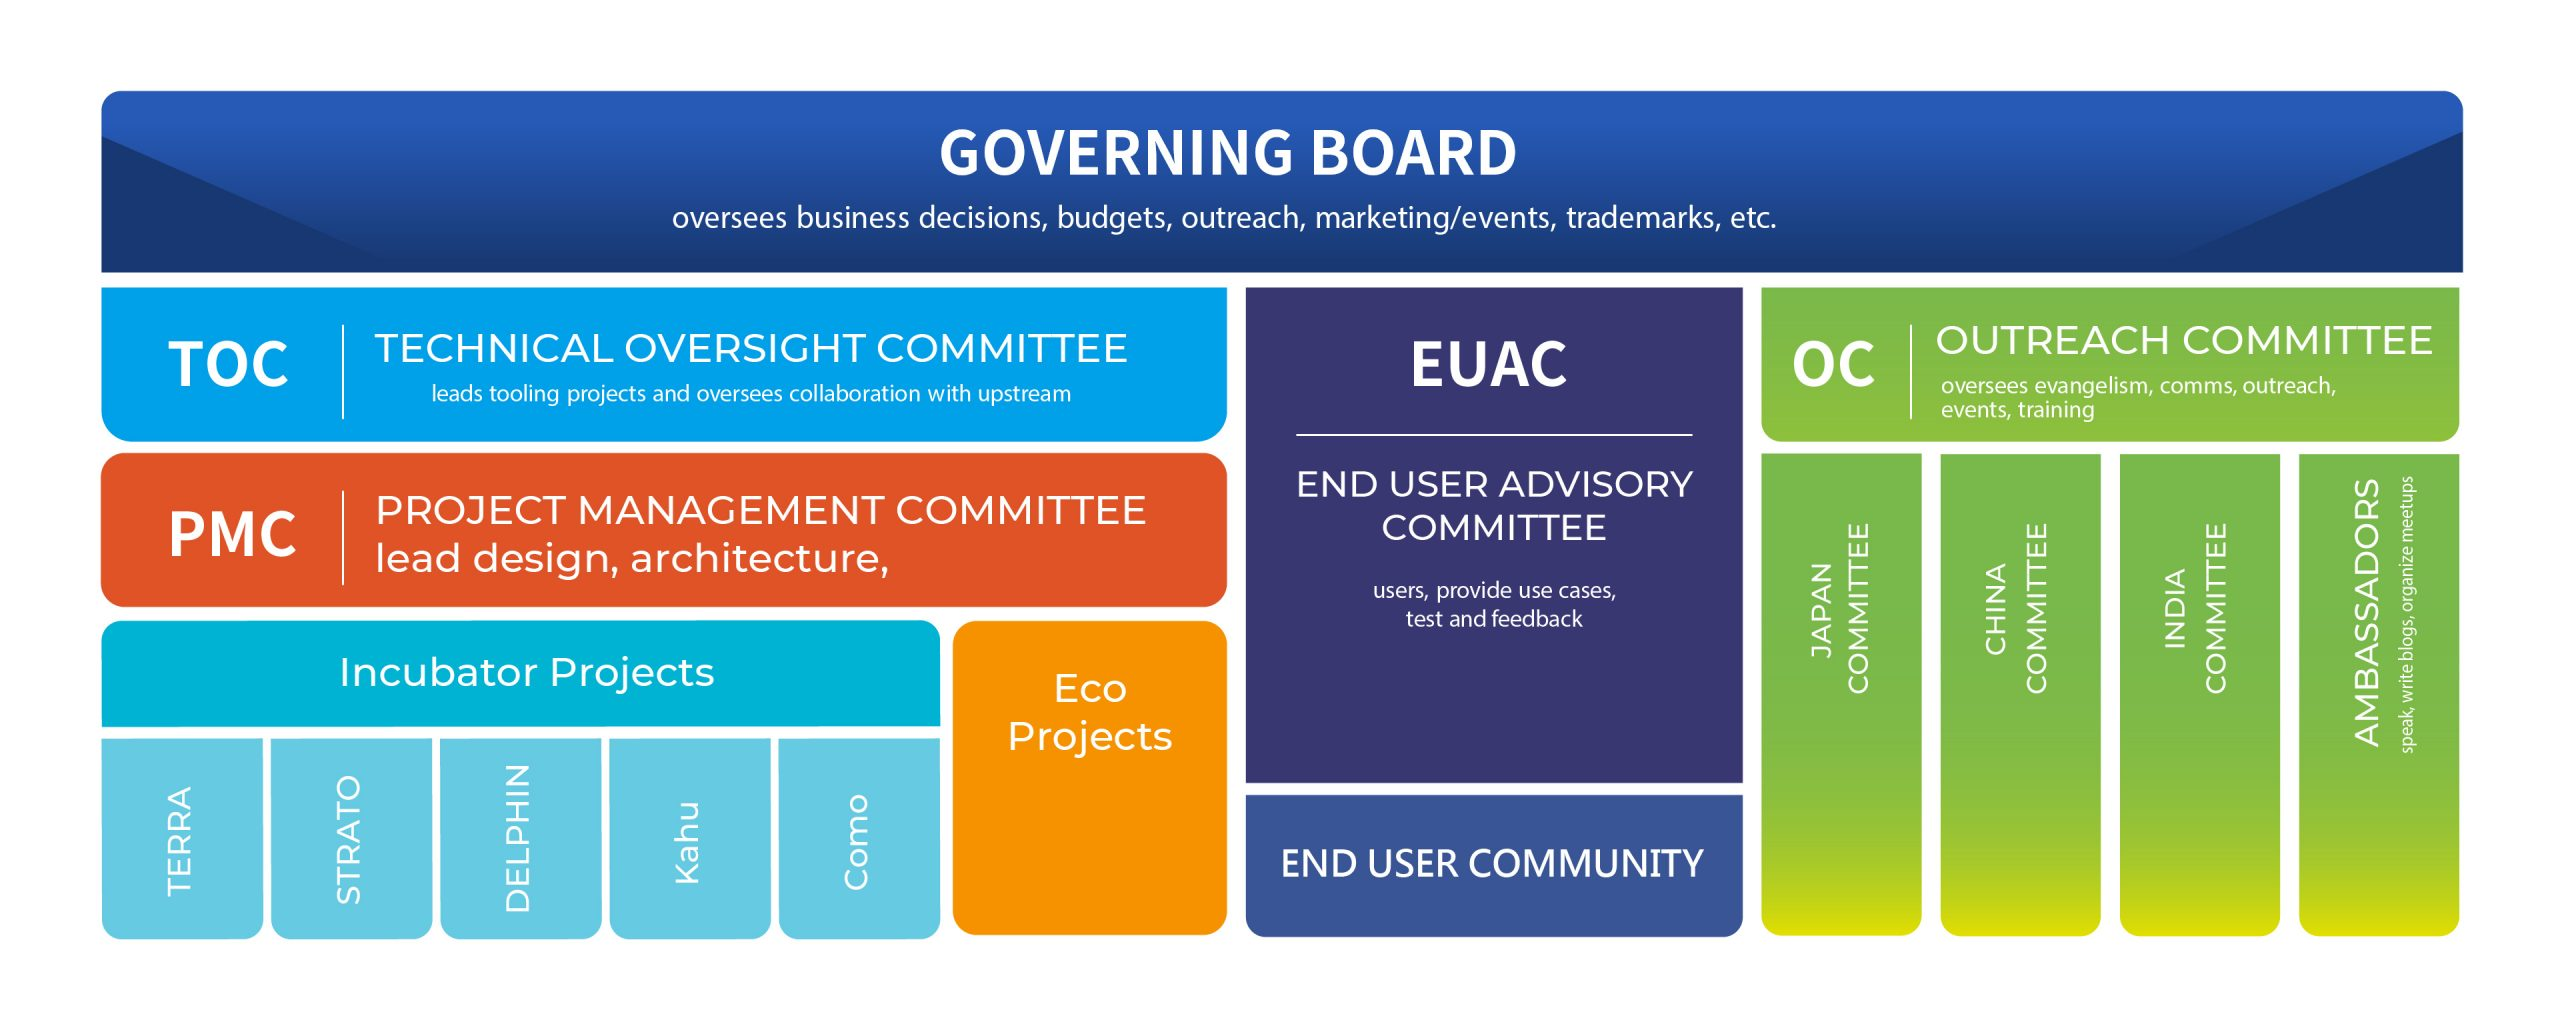 GOVERNING BOARD
oversees business decisions, budgets, outreach, marketing/events, trademarks, etc.
TOC
TECHNICAL OVERSIGHT COMMITTEE
leads tooling projects and oversees collaboration with upstream
PMC
PROJECT MANAGEMENT COMMITTEE
lead design, architecture,
Incubator Projects
TERRA
STRATO
DELPHIN
Kahu
Como
Eco
Projects
EUAC
END USER ADVISORY
COMMITTEE
users, provide use cases,
test and feedback
END USER COMMUNITY
OC
OUTREACH COMMITTEE
oversees evangelism, comms, outreach,
events, training
JAPAN
COMMITTEE
CHINA
COMMITTEE
INDIA
COMMITTEE
AMBASSADORS
speak, write blogs, organize meetups